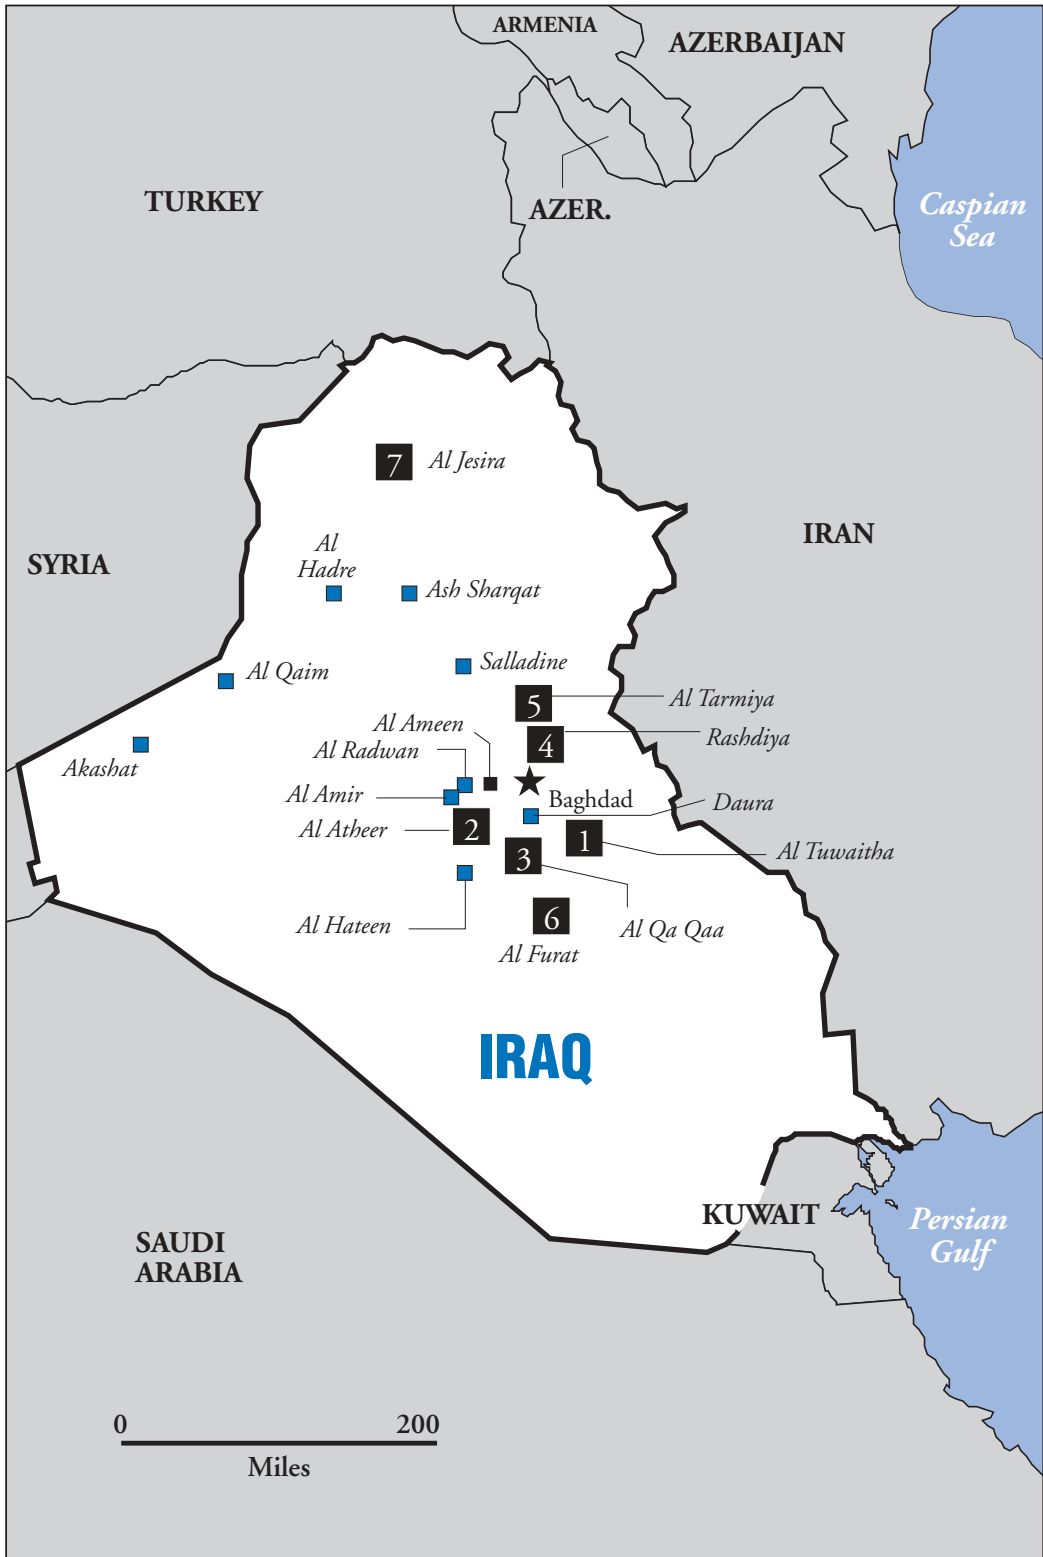 ARMENIA
AZERBAIJAN
TURKEY
AZER.
Caspian
Sea
7
Al Jesira
IRAN
SYRIA
Al
Hadre
Ash Sharqat
Salladine
Al Qaim
5
Al Tarmiya
Al Ameen
4
Rashdiya
Al Radwan
Akashat
Al Amir
Baghdad
Daura
Al Atheer
2
1
3
Al Tuwaitha
Al Hateen
6
Al Qa Qaa
Al Furat
IRAQ
KUWAIT
Persian
Gulf
SAUDI
ARABIA
0
200
Miles